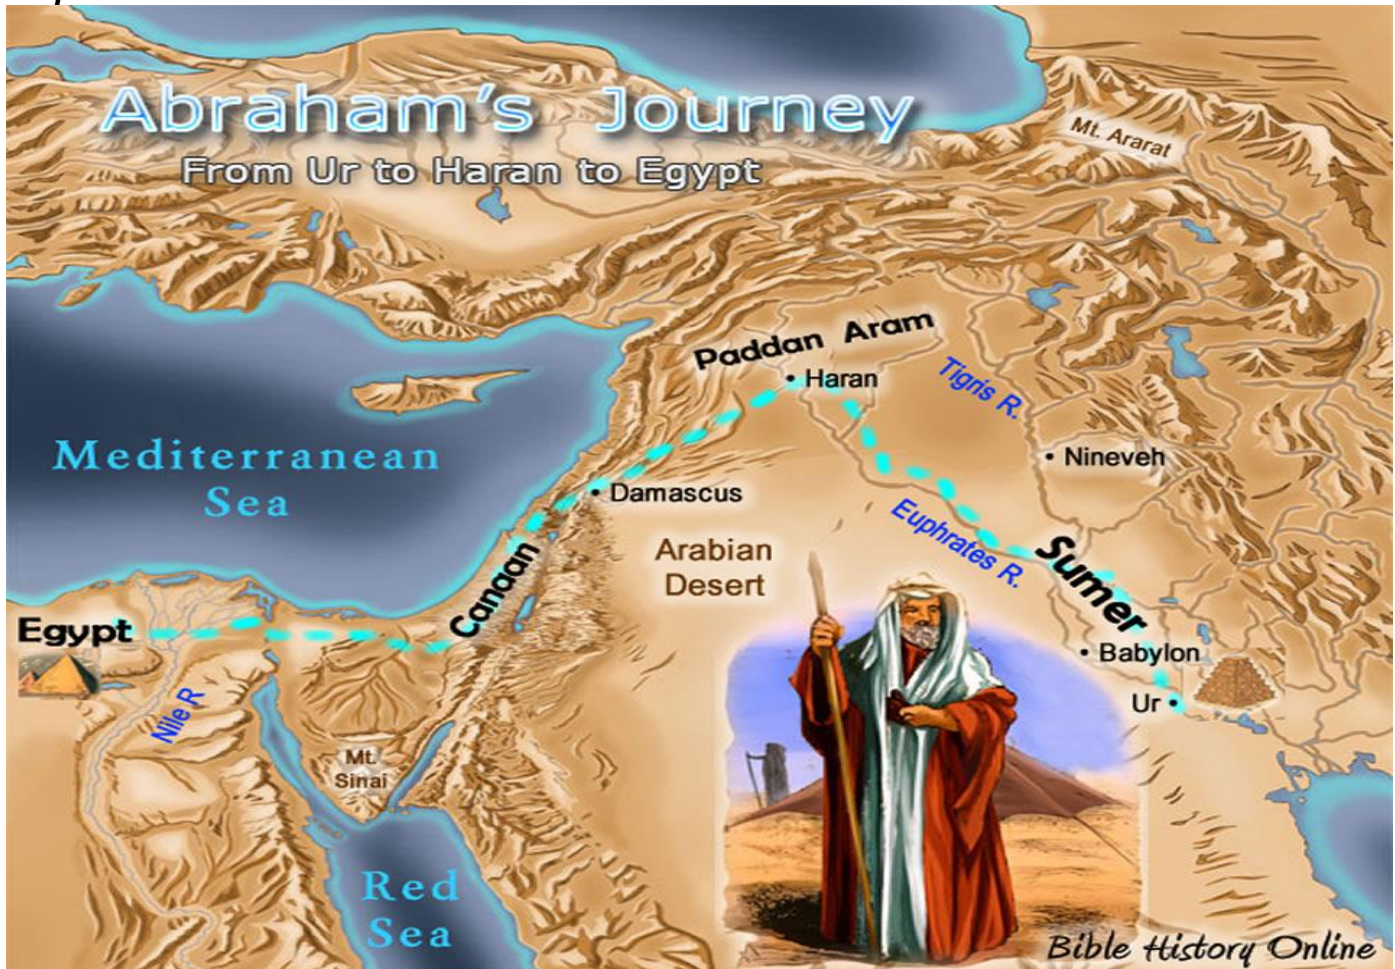 Abraham's Journey
From Ur to Haran to Egypt
Mt. Ararat
Paddan Aram
Haran
Tigris R.
Mediterranean
Sea
Nineveh
Damascus
Euphrates R.
Arabian
Desert
Sumer
Canaan
Egypt
Babylon
Ur
Nile R
Mt.
Sinai
Red
Sea
Bible History Online